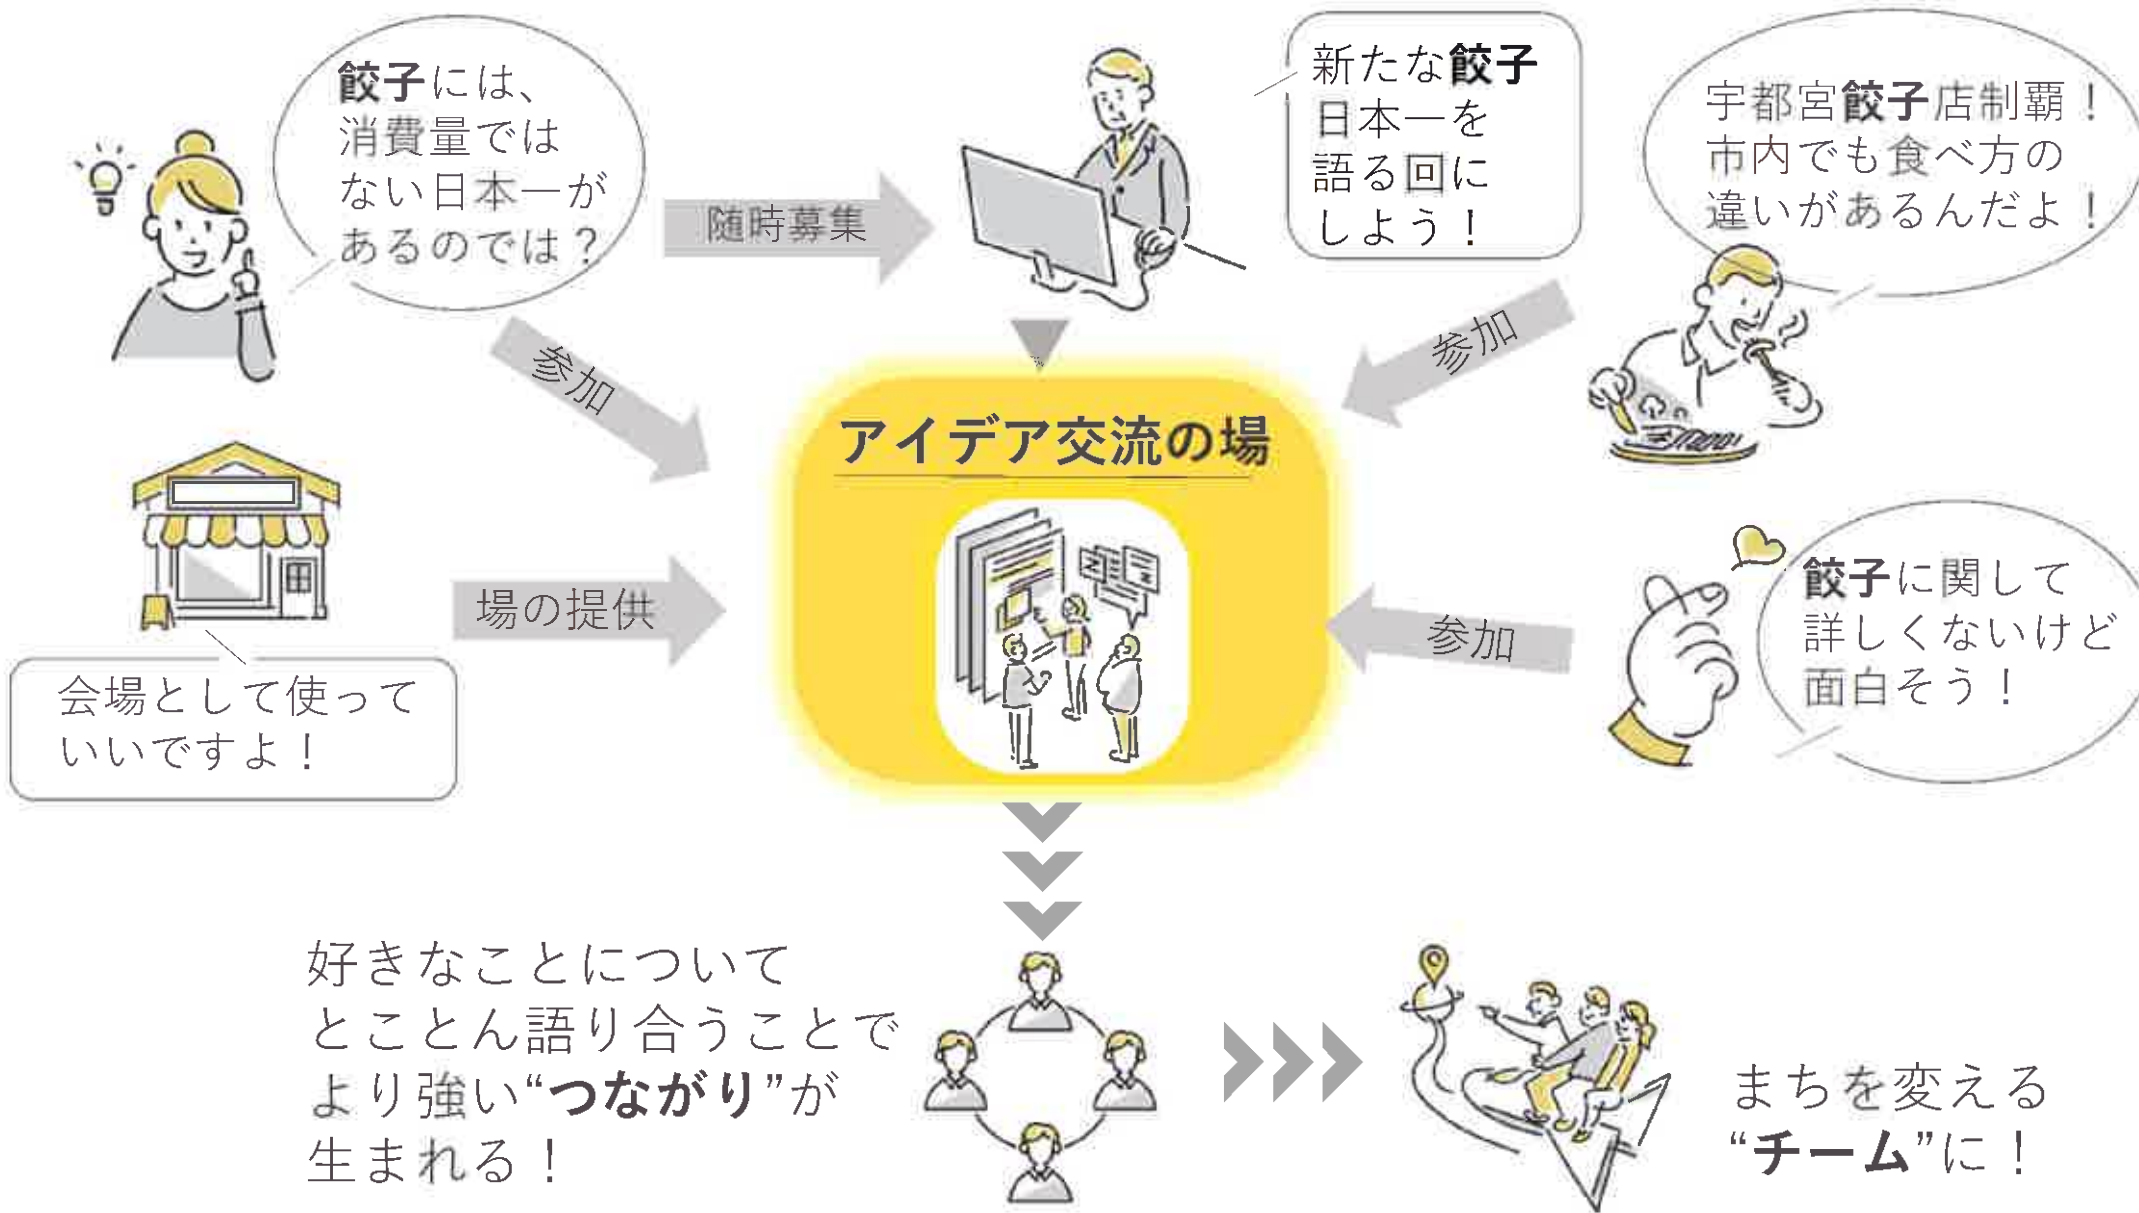 餃子には、
消費量では
ない日本一が
あるのでは？
随時募集
新たな餃子
日本一を
語る回に
しよう！
宇都宮餃子店制覇！
市内でも食べ方の
違いがあるんだよ！
参加
参加
アイデア交流の場
場の提供
会場として使って
いいですよ！
参加
餃子に関して
詳しくないけど
面白そう！
好きなことについて
とことん語り合うことで
より強い“つながり”が
生まれる！
まちを変える
“チーム”に！